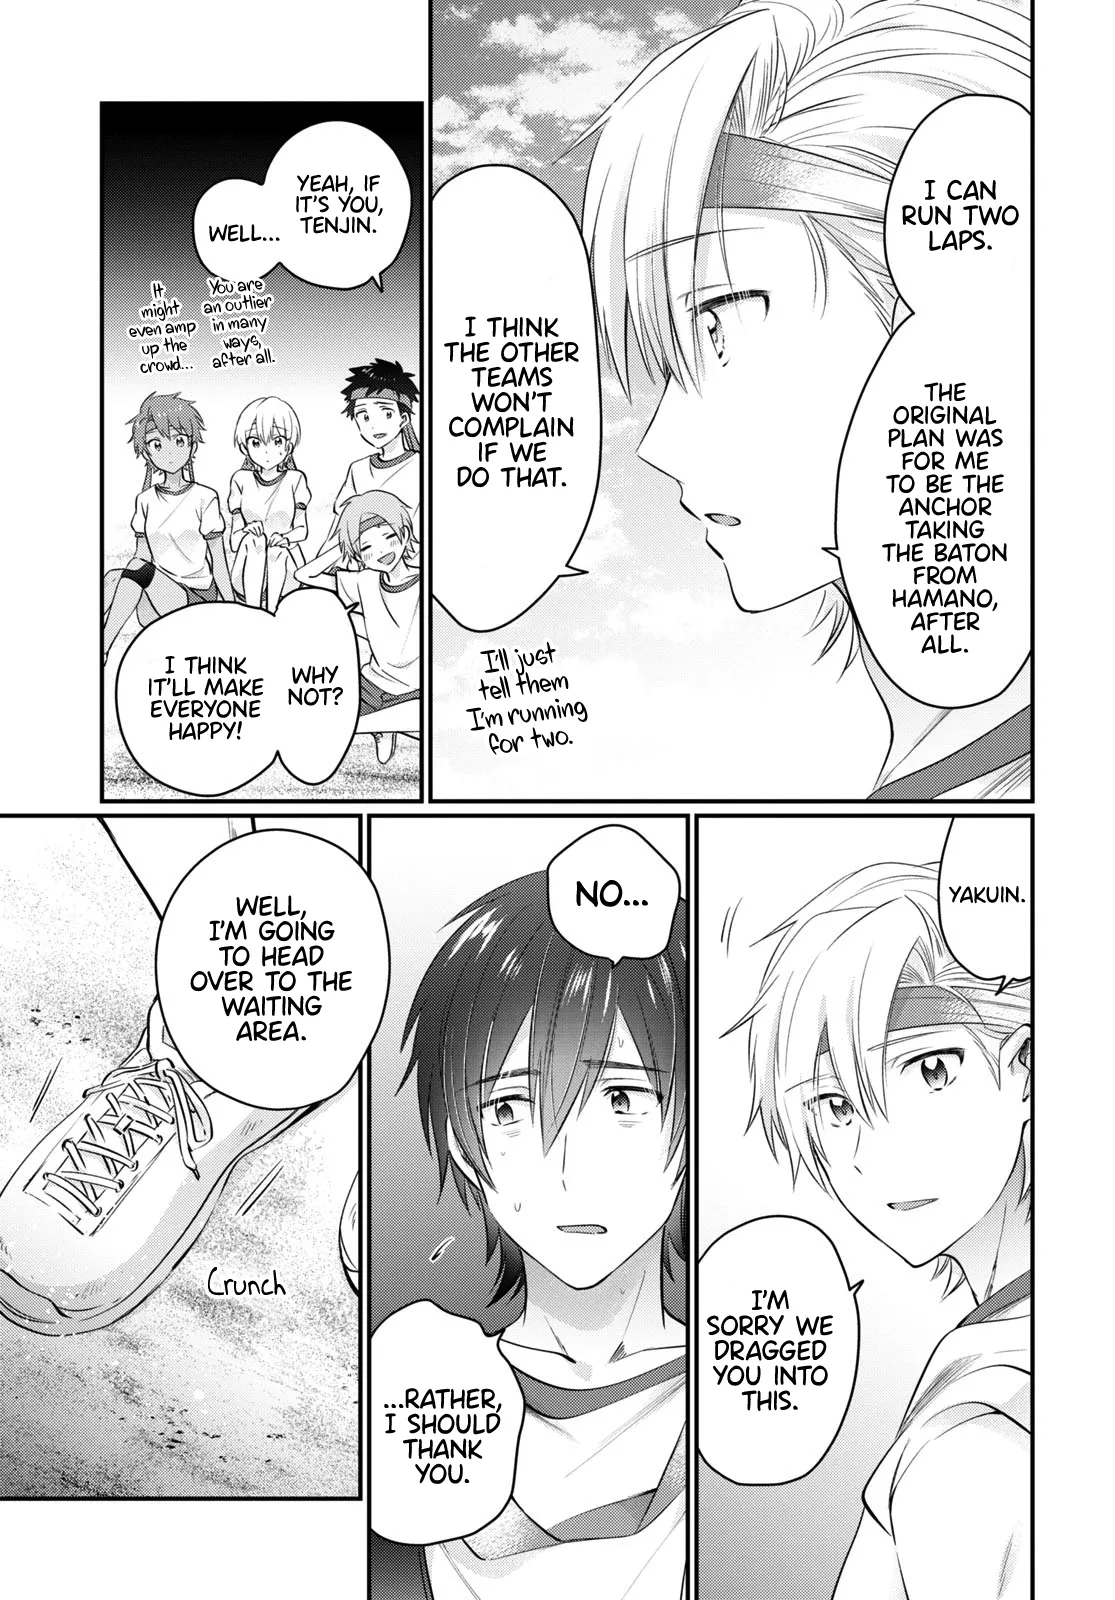 I CAN
RUN TWO
LAPS.
THE
ORIGINAL
PLAN WAS
FOR ME
TO BE THE
ANCHOR
TAKING
THE BATON
FROM
HAMANO,
AFTER
ALL.
I THINK
THE OTHER
TEAMS
WON'T
COMPLAIN
IF WE
DO THAT.
I'll just
tell them
I'm running
for two.
YEAH, IF
IT'S YOU,
TENJIN.
WELL...
You are
an outlier
in many
ways,
after all.
It
might
even amp
up the
crowd...
WHY
NOT?
I THINK
IT'LL MAKE
EVERYONE
HAPPY!
YAKUIN.
I'M
SORRY WE
DRAGGED
YOU INTO
THIS.
NO...
...RATHER,
I SHOULD
THANK
YOU.
WELL,
I'M GOING
TO HEAD
OVER TO THE
WAITING
AREA.
Crunch